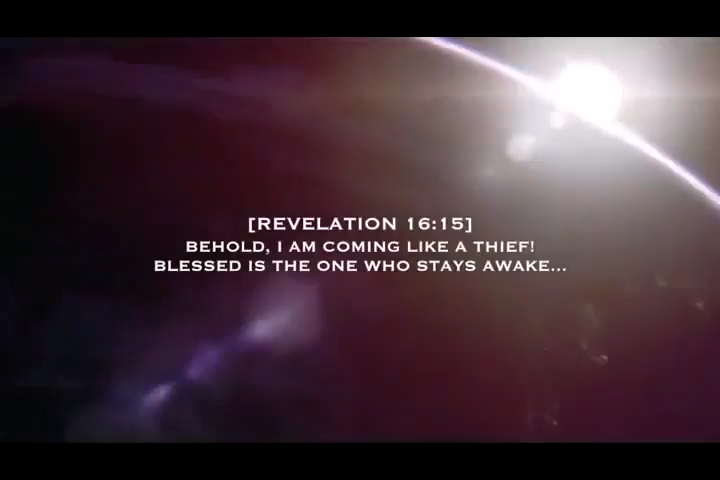 [REVELATION 16:15]
BEHOLD, I AM COMING LIKE A THIEF!
BLESSED IS THE ONE WHO STAYS AWAKE...